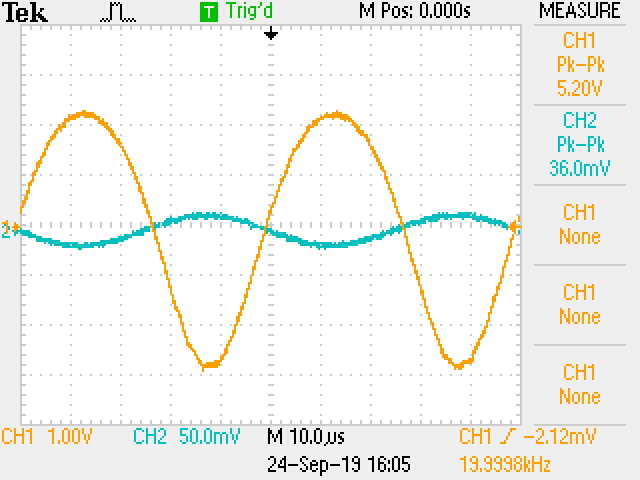 Tek T Trig'd M Pos: 0.000s MEASURE
CH1
Pk-Pk
5.20V
CH2
Pk-Pk
36.0mV
CH1
None
CH1
None
CH1
None
2
CH1 1.00V CH2 50.0mV M 10.0µs CH1 -2.12mV
24-Sep-19 16:05 19.9998kHz